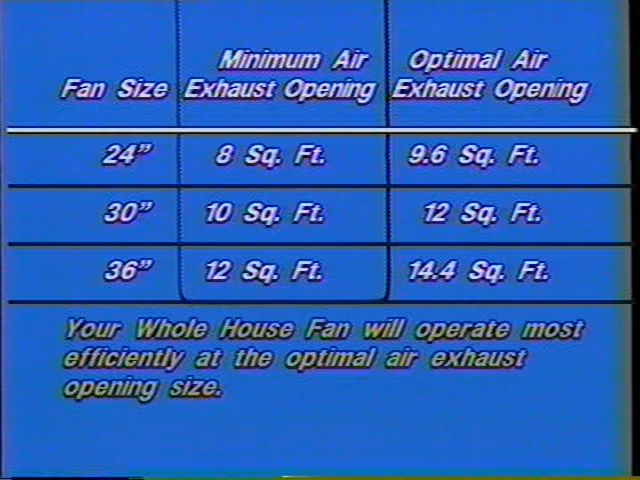 Fan Size Minimum Air Exhaust Opening Optimal Air Exhaust Opening
24” 8 Sq. Ft. 9.6 Sq. Ft.
30” 10 Sq. Ft. 12 Sq. Ft.
36” 12 Sq. Ft. 14.4 Sq. Ft.
Your Whole House Fan will operate most
efficiently at the optimal air exhaust
opening size.